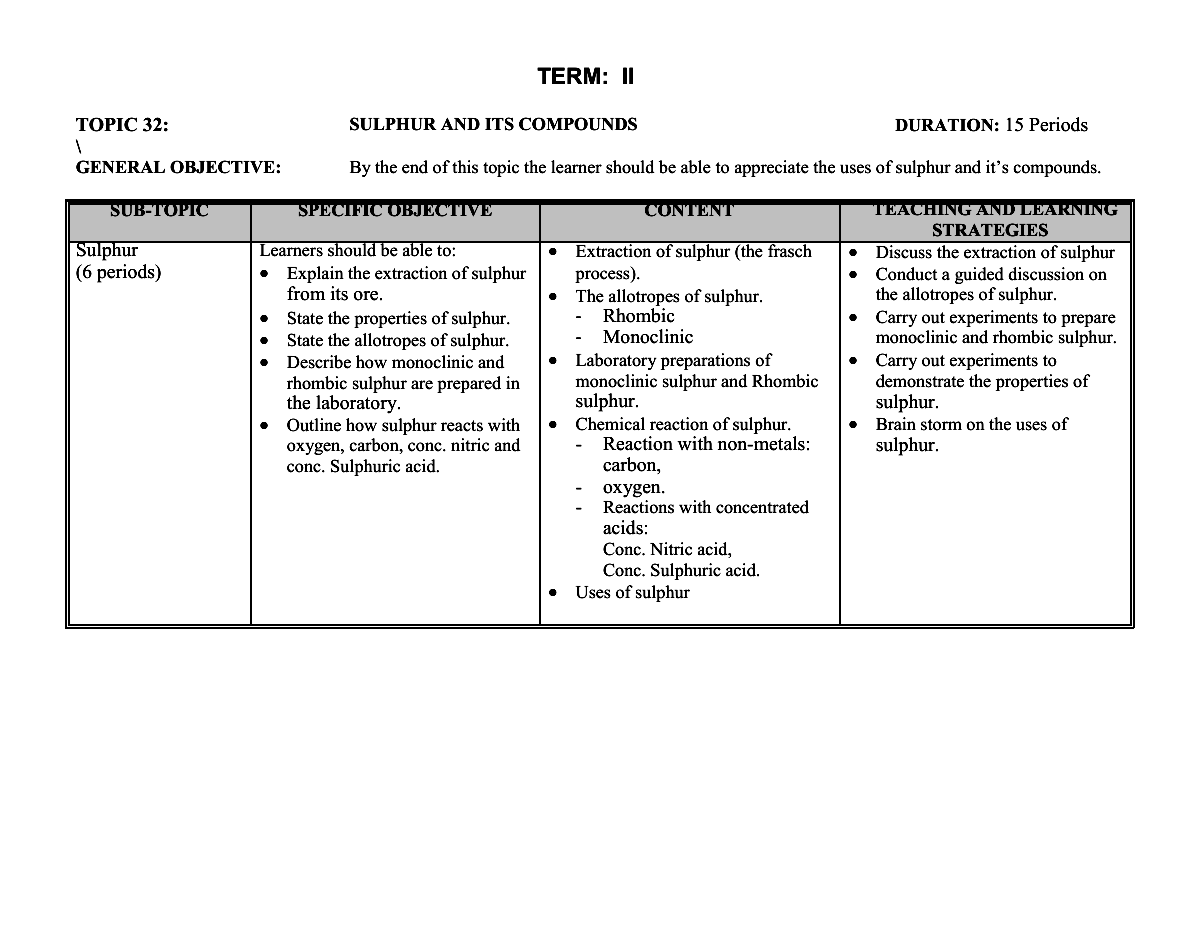 TERM: II
TOPIC 32: SULPHUR AND ITS COMPOUNDS DURATION: 15 Periods
\
GENERAL OBJECTIVE: By the end of this topic the learner should be able to appreciate the uses of sulphur and it’s compounds.
SUB-TOPIC
SPECIFIC OBJECTIVE
CONTENT
TEACHING AND LEARNING
STRATEGIES
Sulphur
(6 periods)
Learners should be able to:
• Explain the extraction of sulphur
from its ore.
• State the properties of sulphur.
• State the allotropes of sulphur.
• Describe how monoclinic and
rhombic sulphur are prepared in
the laboratory.
• Outline how sulphur reacts with
oxygen, carbon, conc. nitric and
conc. Sulphuric acid.
• Extraction of sulphur (the frasch
process).
• The allotropes of sulphur.
- Rhombic
- Monoclinic
• Laboratory preparations of
monoclinic sulphur and Rhombic
sulphur.
• Chemical reaction of sulphur.
- Reaction with non-metals:
carbon,
- oxygen.
- Reactions with concentrated
acids:
Conc. Nitric acid,
Conc. Sulphuric acid.
• Uses of sulphur
• Discuss the extraction of sulphur
• Conduct a guided discussion on
the allotropes of sulphur.
• Carry out experiments to prepare
monoclinic and rhombic sulphur.
• Carry out experiments to
demonstrate the properties of
sulphur.
• Brain storm on the uses of
sulphur.